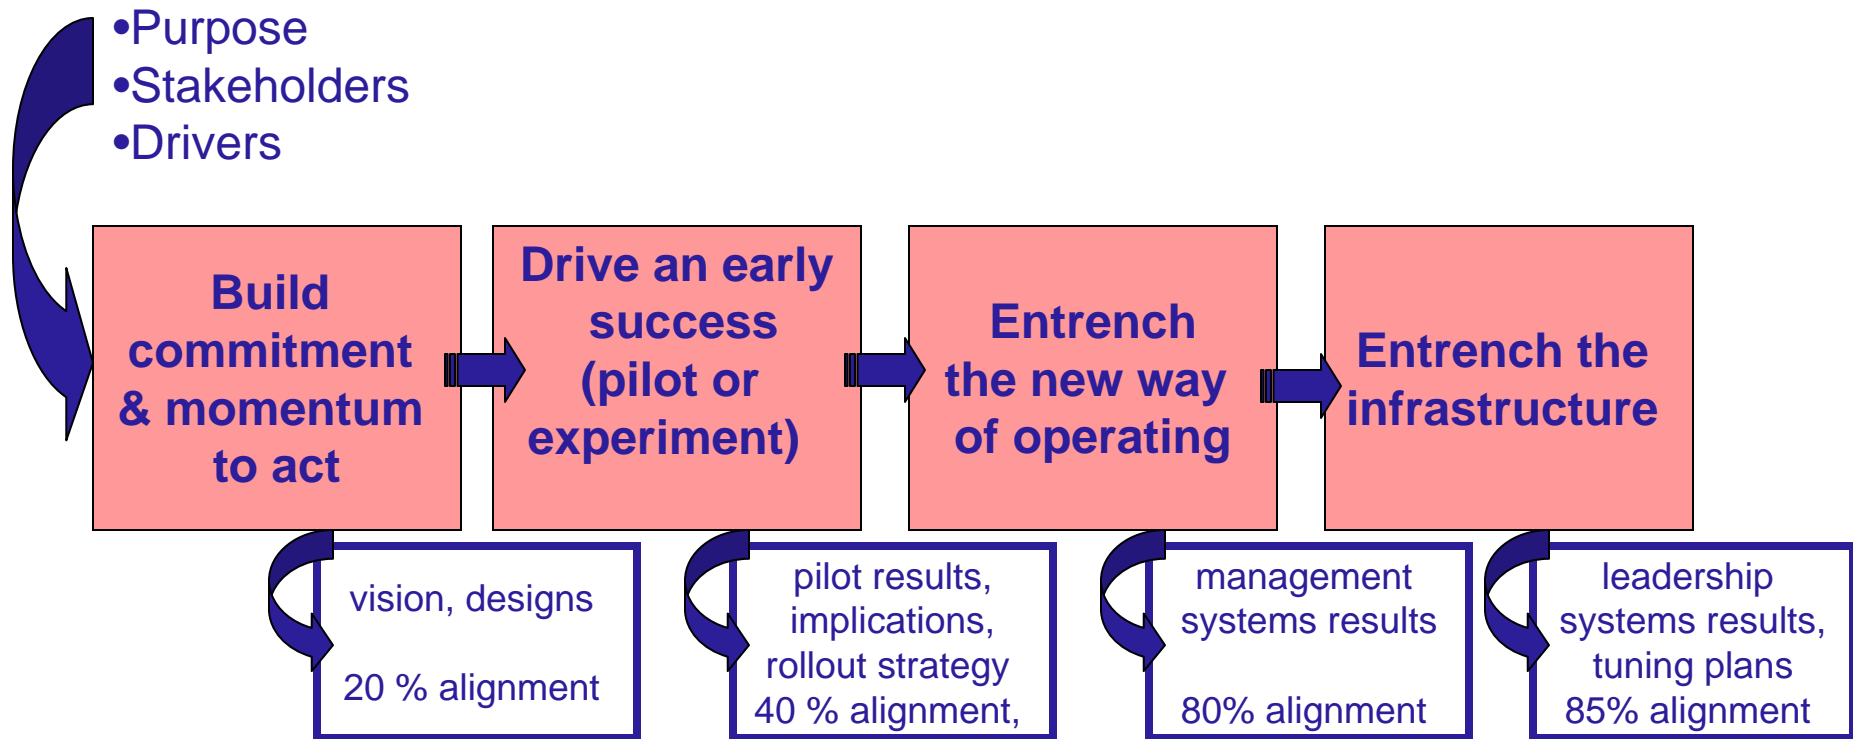 •Purpose
•Stakeholders
•Drivers
Build
commitment
& momentum
to act
Drive an early
success
(pilot or
experiment)
Entrench
the new way
of operating
Entrench the
infrastructure
vision, designs
20 % alignment
pilot results,
implications,
rollout strategy
40 % alignment,
management
systems results
80% alignment
leadership
systems results,
tuning plans
85% alignment